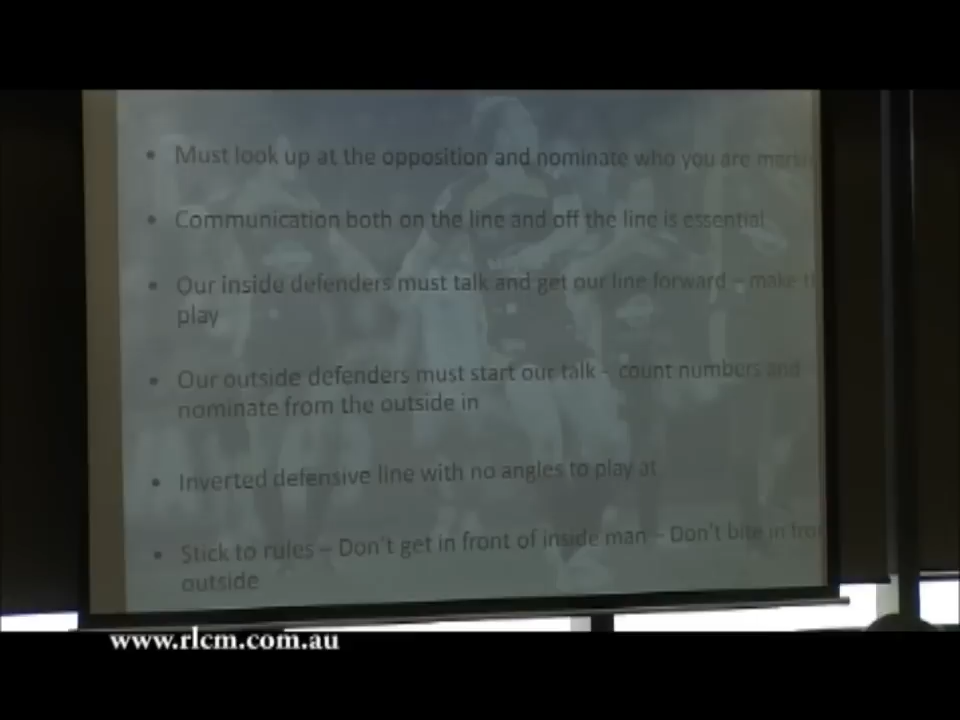 • Must look up at the opposition and nominate who you are
• Communication both on the line and off the line is essential
• Our inside defenders must talk and get our line forward – make
play
• Our outside defenders must start our talk - count numbers and
nominate from the outside in
• Inverted defensive line with no angles to play at
• Stick to rules – Don't get in front of inside man – Don't bite in
outside
www.rlcm.com.au